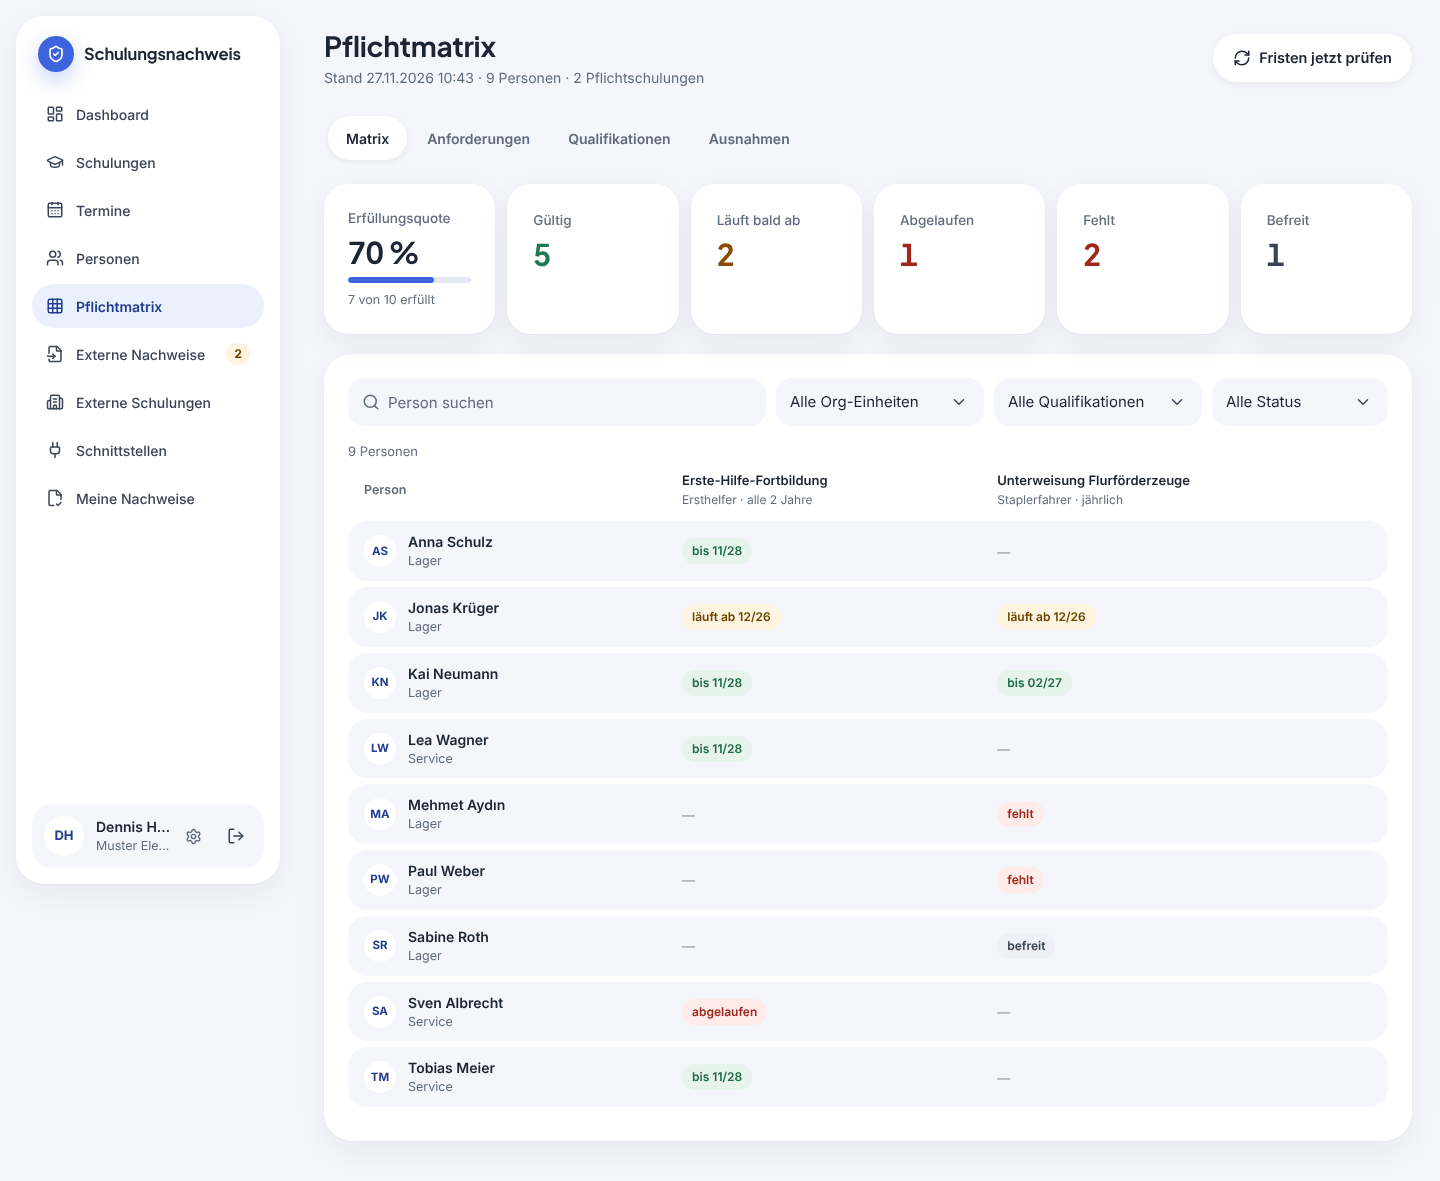 Schulungsnachweis
Dashboard
Schulungen
Termine
Personen
Pflichtmatrix
Externe Nachweise 2
Externe Schulungen
Schnittstellen
Meine Nachweise
DH
Dennis H...
Muster Ele...
Pflichtmatrix
Stand 27.11.2026 10:43 · 9 Personen · 2 Pflichtschulungen
Fristen jetzt prüfen
Matrix Anforderungen Qualifikationen Ausnahmen
Erfüllungsquote
70 %
7 von 10 erfüllt
Gültig
5
Läuft bald ab
2
Abgelaufen
1
Fehlt
2
Befreit
1
Person suchen
Alle Org-Einheiten
Alle Qualifikationen
Alle Status
9 Personen
Person
Erste-Hilfe-Fortbildung
Ersthelfer · alle 2 Jahre
Unterweisung Flurförderzeuge
Staplerfahrer · jährlich
AS
Anna Schulz
Lager
bis 11/28
—
JK
Jonas Krüger
Lager
läuft ab 12/26
läuft ab 12/26
KN
Kai Neumann
Lager
bis 11/28
bis 02/27
LW
Lea Wagner
Service
bis 11/28
—
MA
Mehmet Aydın
Lager
—
fehlt
PW
Paul Weber
Lager
—
fehlt
SR
Sabine Roth
Lager
—
befreit
SA
Sven Albrecht
Service
abgelaufen
—
TM
Tobias Meier
Service
bis 11/28
—